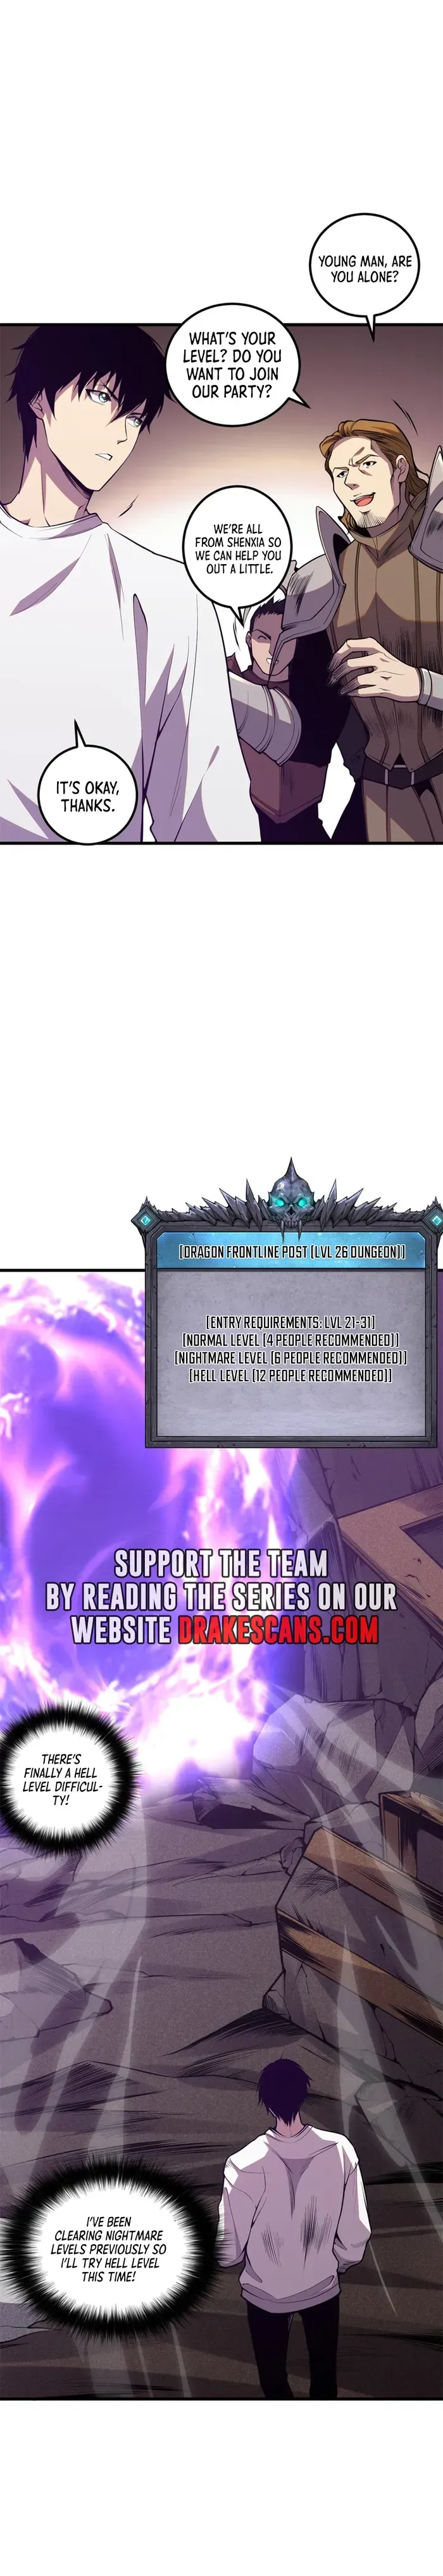 YOUNG MAN, ARE
YOU ALONE?
WHAT'S YOUR
LEVEL? DO YOU
WANT TO JOIN
OUR PARTY?
WE'RE ALL
FROM SHENXIA SO
WE CAN HELP YOU
OUT A LITTLE.
IT'S OKAY,
THANKS.
[DRAGON FRONTLINE POST [LVL 26 DUNGEON]]
[ENTRY REQUIREMENTS: LVL 21-31]
[NORMAL LEVEL [4 PEOPLE RECOMMENDED]]
[NIGHTMARE LEVEL [6 PEOPLE RECOMMENDED]]
[HELL LEVEL [12 PEOPLE RECOMMENDED]]
SUPPORT THE TEAM
BY READING THE SERIES ON OUR
WEBSITE DRAKESCANS.COM
THERE'S
FINALLY A HELL
LEVEL DIFFICUL-
TY!
I'VE BEEN
CLEARING NIGHTMARE
LEVELS PREVIOUSLY SO
I'LL TRY HELL LEVEL
THIS TIME!